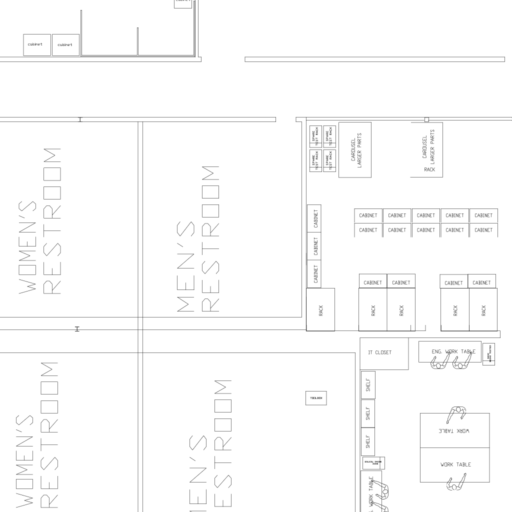 CABINET
CABINET
WOMEN'S
RESTROOM
MEN'S
RESTROOM
CAROUSEL
LARGER PARTS
CAROUSEL
LARGER PARTS
RACK
CABINET
CABINET
CABINET
CABINET CABINET CABINET CABINET CABINET
CABINET CABINET CABINET CABINET CABINET
CABINET CABINET
CABINET CABINET
RACK
RACK
RACK
RACK
RACK
IT CLOSET
ENG WORK TABLE
SHELF
SHELF
SHELF
WOMEN'S
RESTROOM
MEN'S
RESTROOM
WORK TABLE
WORK TABLE
WORK TABLE